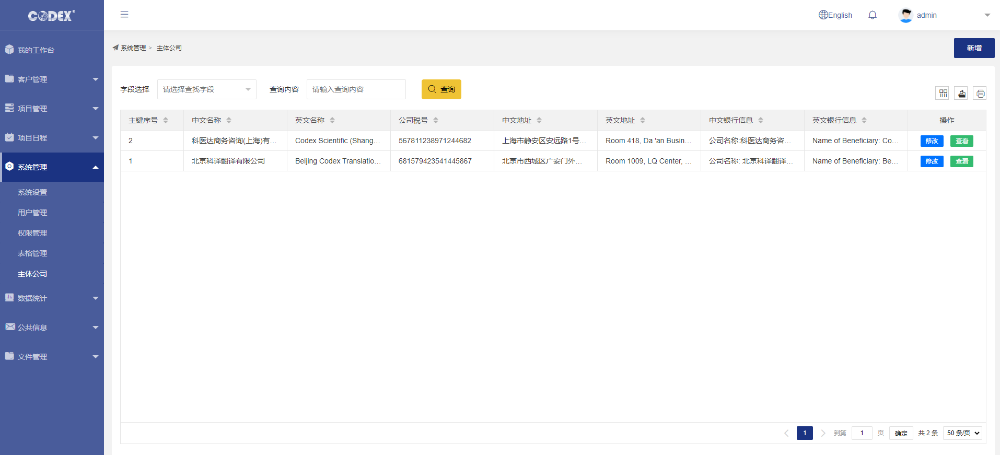 CODEX®
English
admin
我的工作台
客户管理
项目管理
项目日程
系统管理
系统设置
用户管理
权限管理
表格管理
主体公司
数据统计
公共信息
文件管理
系统管理 > 主体公司
新增
字段选择 请选择查找字段 查询内容 请输入查询内容 查询
主键序号 中文名称 英文名称 公司税号 中文地址 英文地址 中文银行信息 英文银行信息 操作
2 科医达商务咨询(上海)有... Codex Scientific (Shang... 567811238971244682 上海市静安区安远路1号... Room 418, Da 'an Busin... 公司名称:科医达商务咨... Name of Beneficiary: Co... 修改 查看
1 北京科译翻译有限公司 Beijing Codex Translatio... 681579423541445867 北京市西城区广安门外... Room 1009, LQ Center, ... 公司名称: 北京科译翻译... Name of Beneficiary: Be... 修改 查看
1 到第 1 页 确定 共 2 条 50 条/页